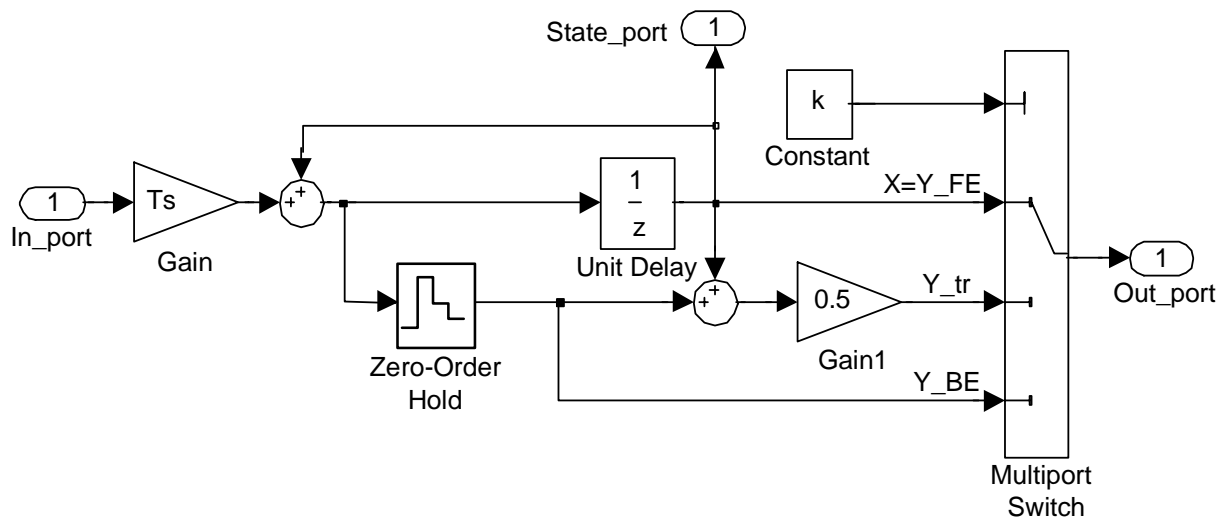 State_port
1
k
Constant
1
In_port
Ts
Gain
+
+
1
z
Unit Delay
X=Y_FE
Zero-Order
Hold
+
+
0.5
Gain1
Y_tr
Y_BE
1
Out_port
Multiport
Switch